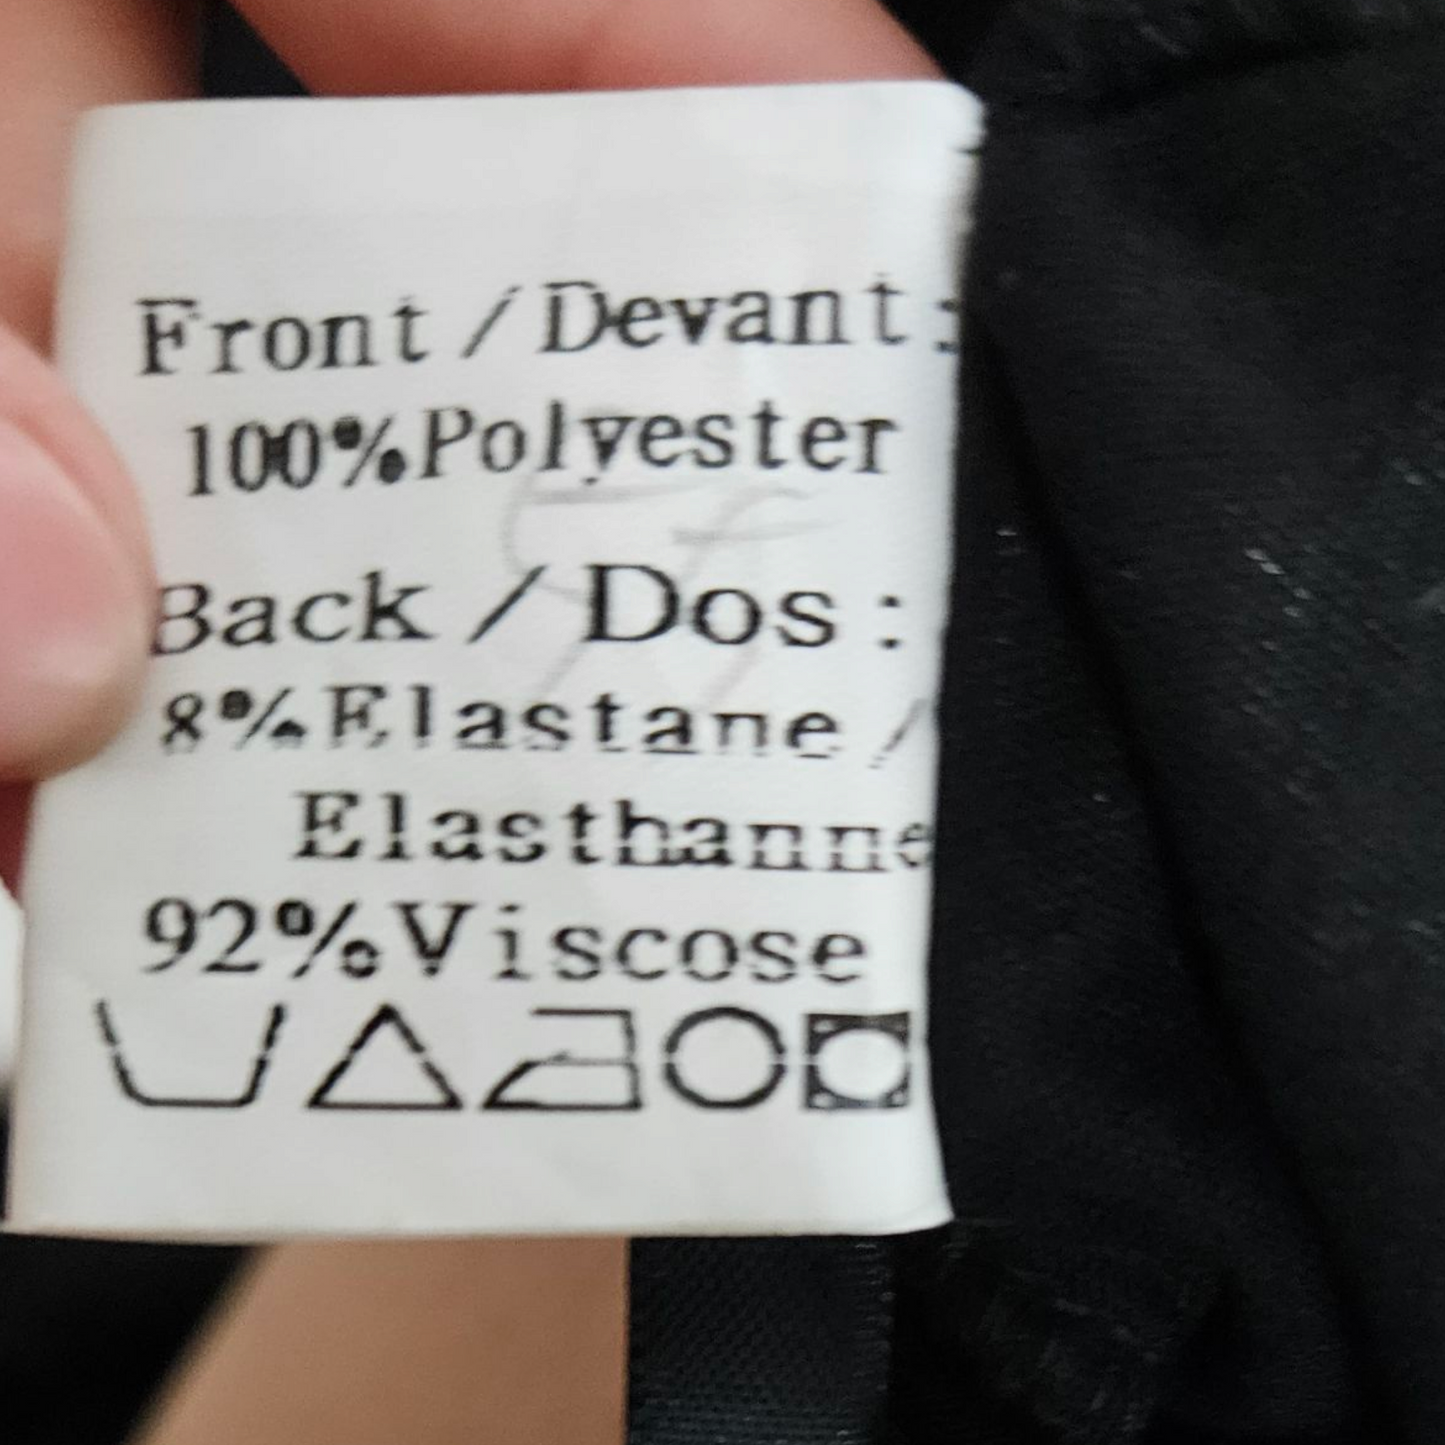 Front / Devant:
100%Polyester
Back / Dos:
8%Elastane /
Elasthanne
92%Viscose